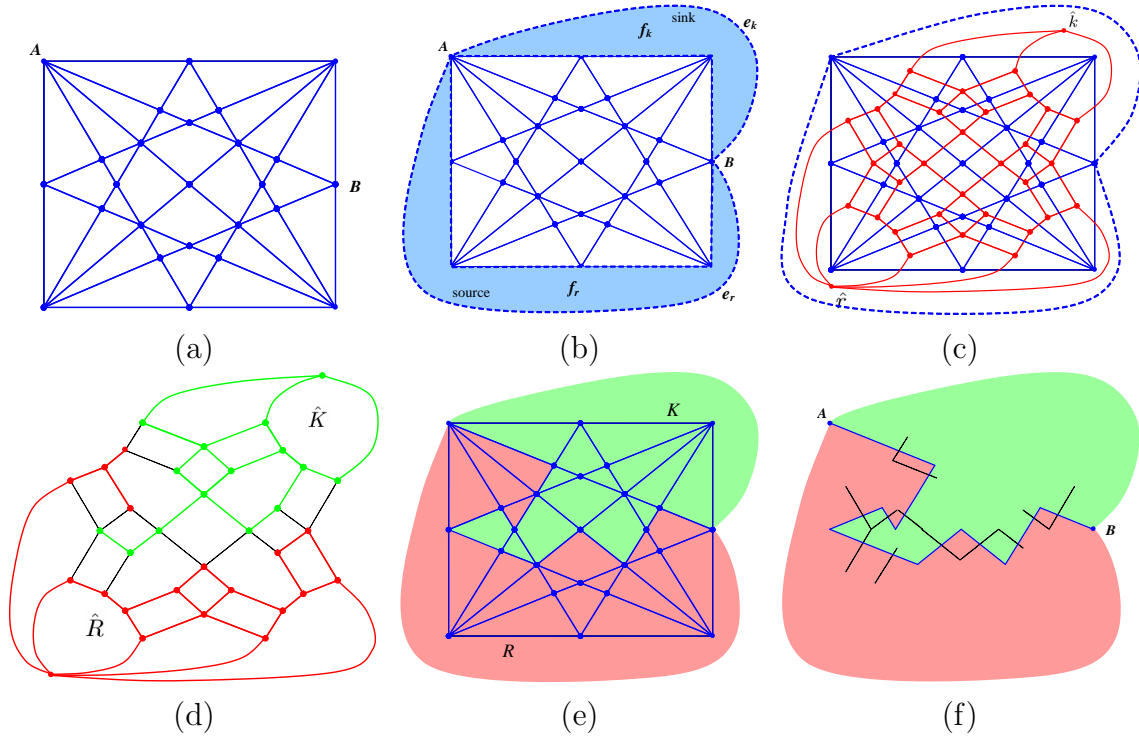 A
B
(a)
sink
e_k
f_k
A
B
source
f_r
e_r
(b)
k̂
r̂
(c)
K̂
R̂
(d)
K
R
(e)
A
B
(f)